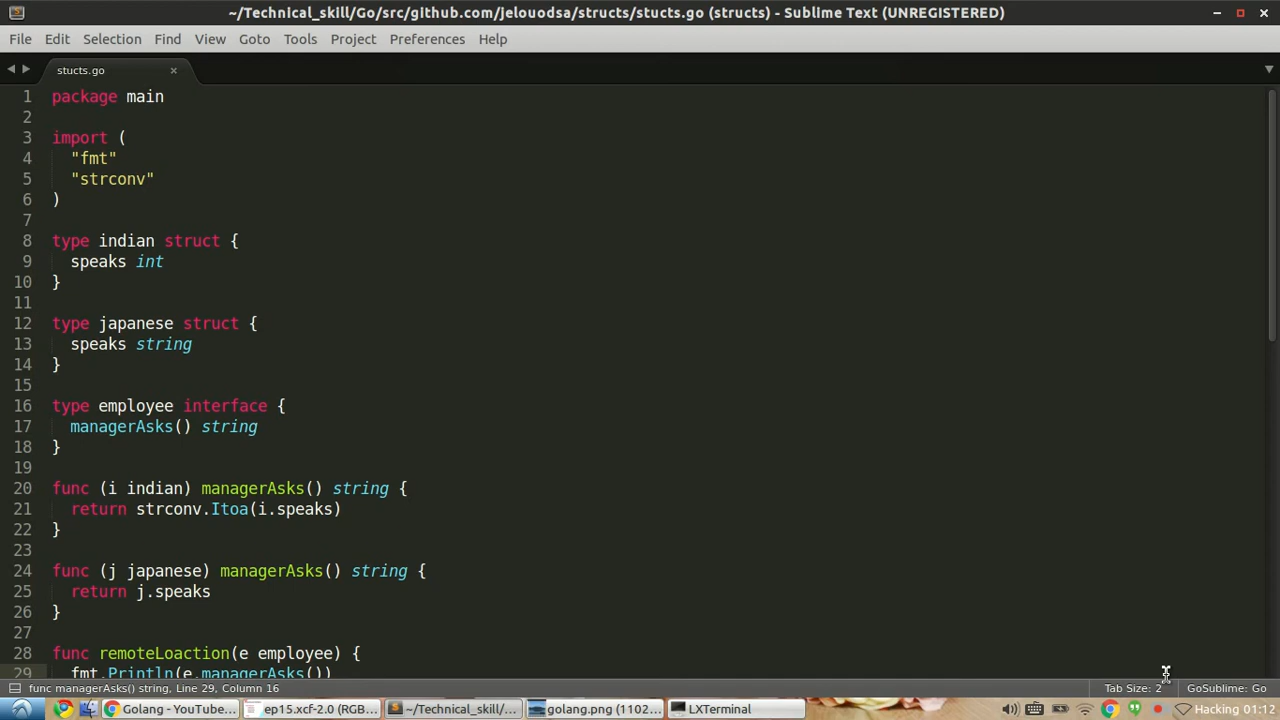 ~/Technical_skill/Go/src/github.com/jelouodsa/structs/stucts.go (structs) - Sublime Text (UNREGISTERED)
File Edit Selection Find View Goto Tools Project Preferences Help
stucts.go
1 package main
2
3 import (
4 "fmt"
5 "strconv"
6 )
7
8 type indian struct {
9 speaks int
10 }
11
12 type japanese struct {
13 speaks string
14 }
15
16 type employee interface {
17 managerAsks() string
18 }
19
20 func (i indian) managerAsks() string {
21 return strconv.Itoa(i.speaks)
22 }
23
24 func (j japanese) managerAsks() string {
25 return j.speaks
26 }
27
28 func remoteLoaction(e employee) {
29 fmt.Println(e.managerAsks())
func managerAsks() string, Line 29, Column 16 Tab Size: 2 GoSublime: Go
Golang - YouTube... ep15.xcf-2.0 (RGB... ~/Technical_skill/... golang.png (1102... LXTerminal Hacking 01:12